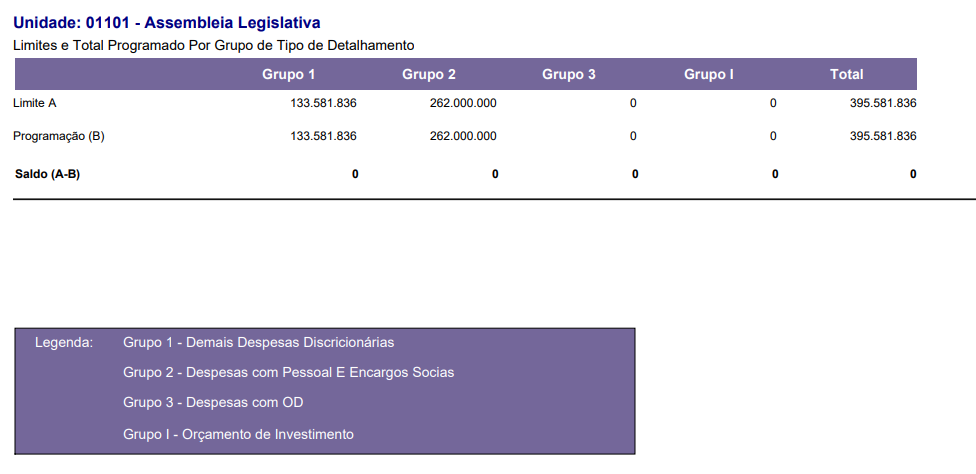 Unidade: 01101 - Assembleia Legislativa
Limites e Total Programado Por Grupo de Tipo de Detalhamento
Grupo 1 Grupo 2 Grupo 3 Grupo I Total
Limite A 133.581.836 262.000.000 0 0 395.581.836
Programação (B) 133.581.836 262.000.000 0 0 395.581.836
Saldo (A-B) 0 0 0 0 0
Legenda: Grupo 1 - Demais Despesas Discricionárias
Grupo 2 - Despesas com Pessoal E Encargos Socias
Grupo 3 - Despesas com OD
Grupo I - Orçamento de Investimento